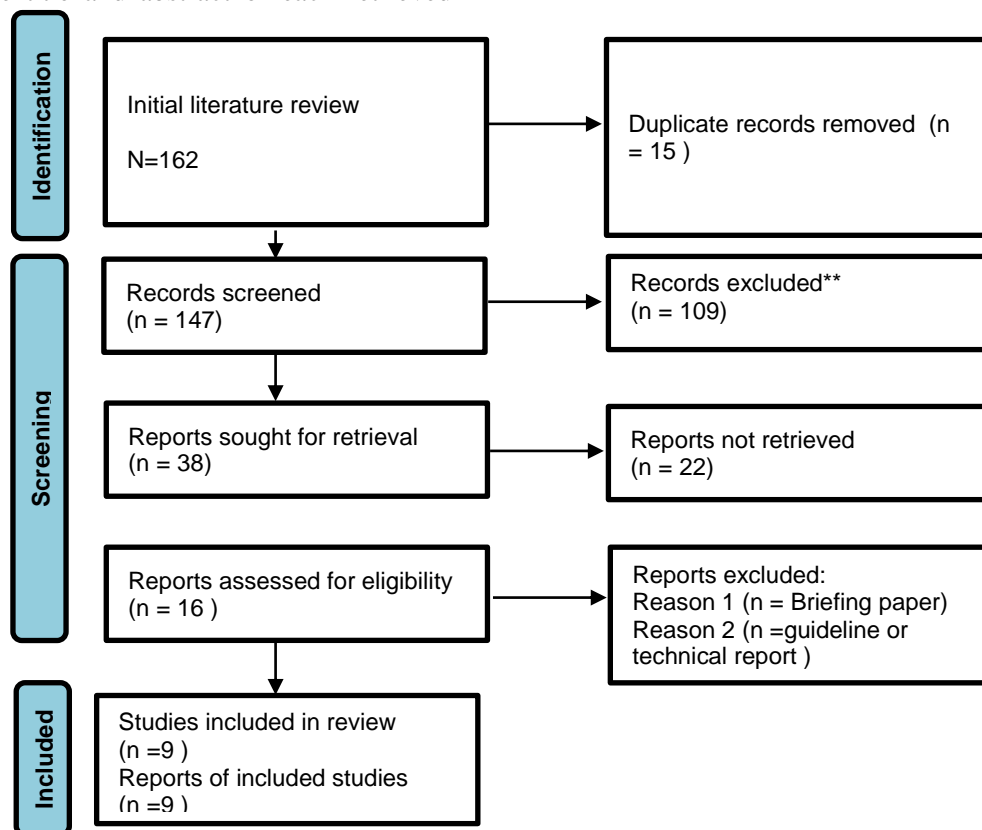 Identification
Initial literature review
N=162
Duplicate records removed (n
= 15 )
Screening
Records screened
(n = 147)
Records excluded**
(n = 109)
Reports sought for retrieval
(n = 38)
Reports not retrieved
(n = 22)
Reports assessed for eligibility
(n = 16 )
Reports excluded:
Reason 1 (n = Briefing paper)
Reason 2 (n =guideline or
technical report )
Included
Studies included in review
(n =9 )
Reports of included studies
(n =9 )